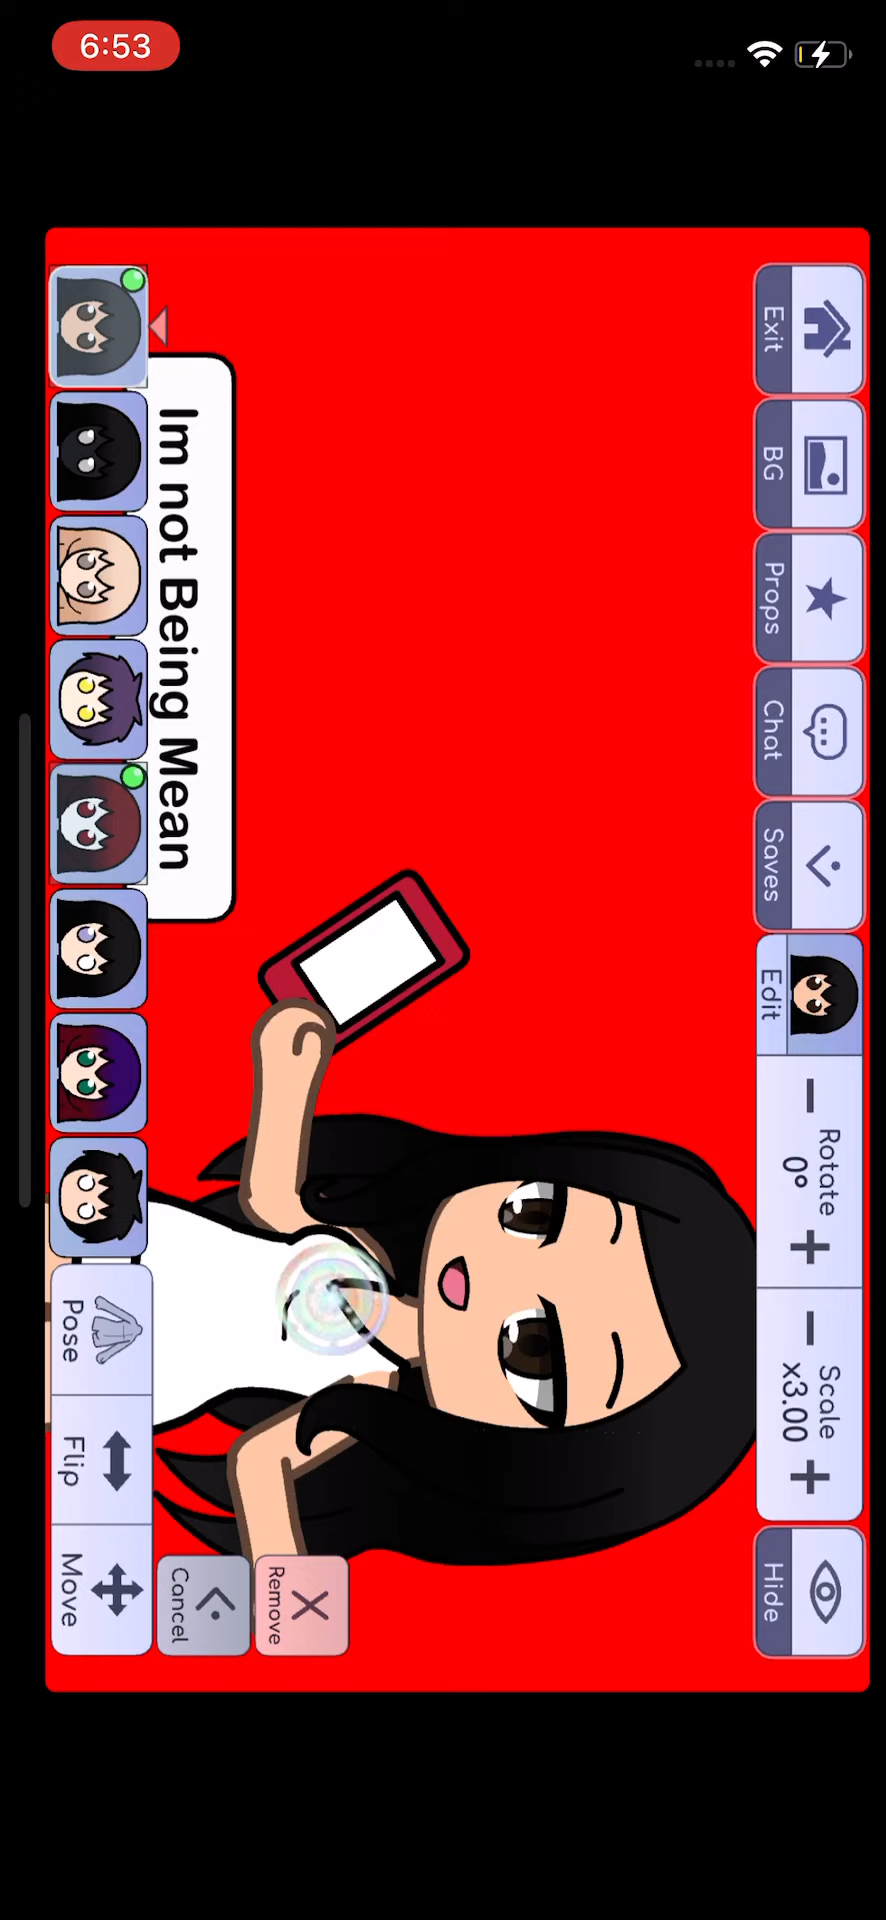 6:53
Exit
BG
Props
Chat
Saves
Edit
Rotate
0°
Scale
x3.00
Hide
Im not Being Mean
Pose
Flip
Move
Cancel
Remove